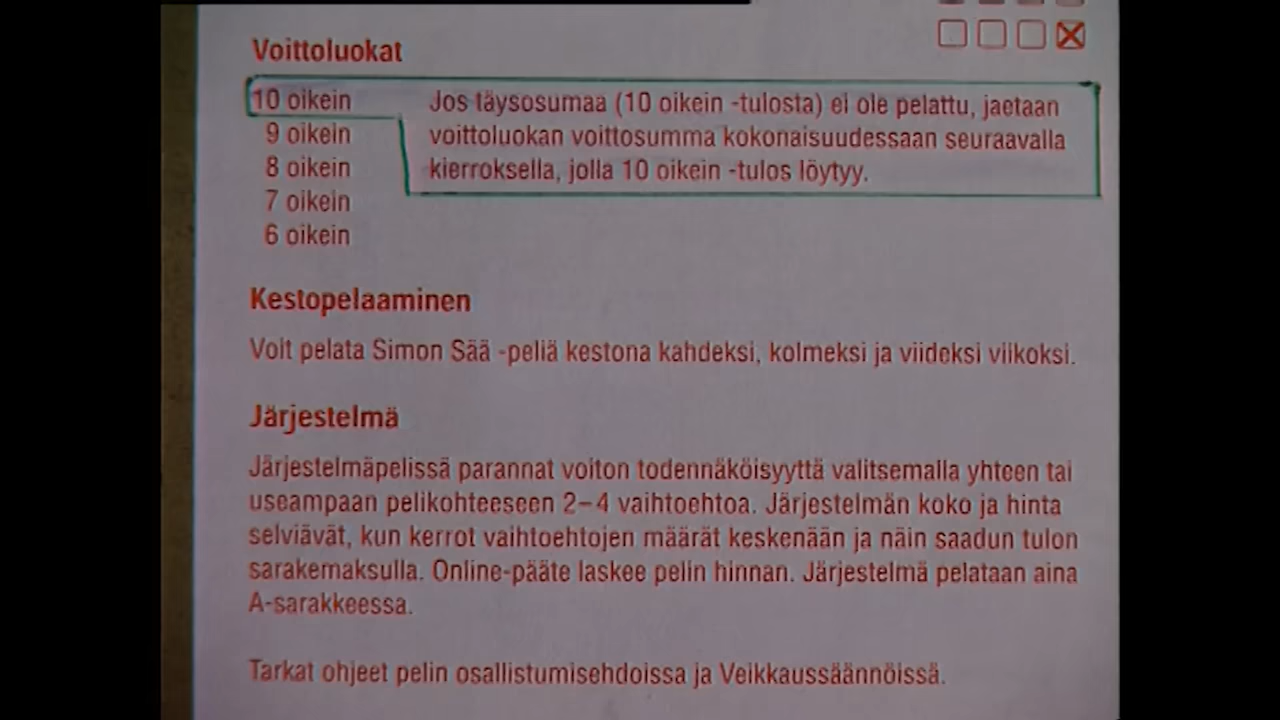 Voittoluokat
10 oikein
9 oikein
8 oikein
7 oikein
6 oikein
Jos täysosumaa (10 oikein -tulosta) ei ole pelattu, jaetaan
voittoluokan voittosumma kokonaisuudessaan seuraavalla
kierroksella, jolla 10 oikein -tulos löytyy.
Kestopelaaminen
Voit pelata Simon Sää -peliä kestona kahdeksi, kolmeksi ja viideksi viikoksi.
Järjestelmä
Järjestelmäpelissä parannat voiton todennäköisyyttä valitsemalla yhteen tai
useampaan pelikohteeseen 2–4 vaihtoehtoa. Järjestelmän koko ja hinta
selviävät, kun kerrot vaihtoehtojen määrät keskenään ja näin saadun tulon
sarakemaksulla. Online-pääte laskee pelin hinnan. Järjestelmä pelataan aina
A-sarakkeessa.
Tarkat ohjeet pelin osallistumisehdoissa ja Veikkaussäännöissä.